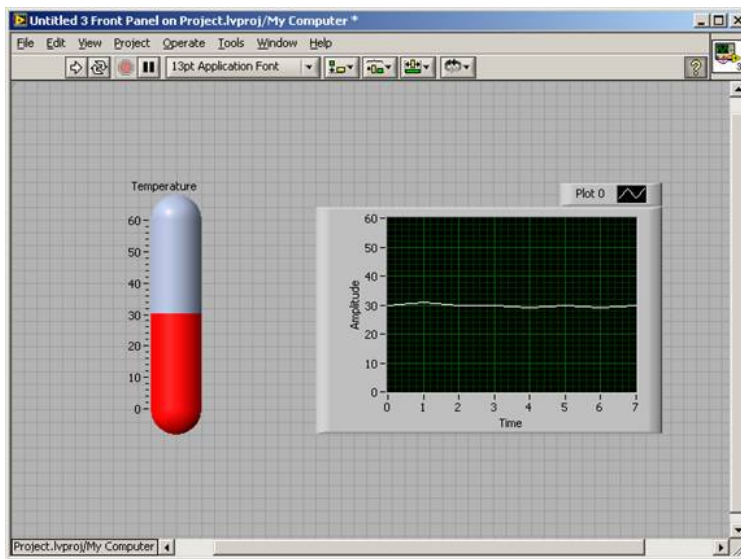 Untitled 3 Front Panel on Project.lvproj/My Computer *
File Edit View Project Operate Tools Window Help
13pt Application Font
?
3
Temperature
60
50
40
30
20
10
0
Plot 0
60
50
40
30
20
10
0
Amplitude
0 1 2 3 4 5 6 7
Time
Project.lvproj/My Computer